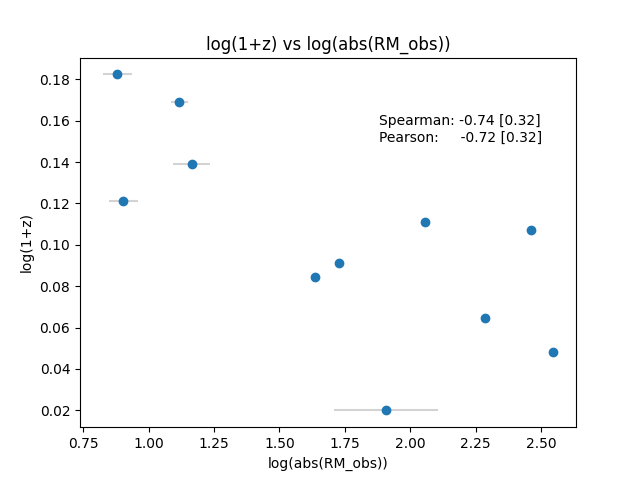 log(1+z) vs log(abs(RM_obs))
Spearman: -0.74 [0.32]
Pearson: -0.72 [0.32]
log(1+z)
0.18
0.16
0.14
0.12
0.10
0.08
0.06
0.04
0.02
0.75 1.00 1.25 1.50 1.75 2.00 2.25 2.50
log(abs(RM_obs))